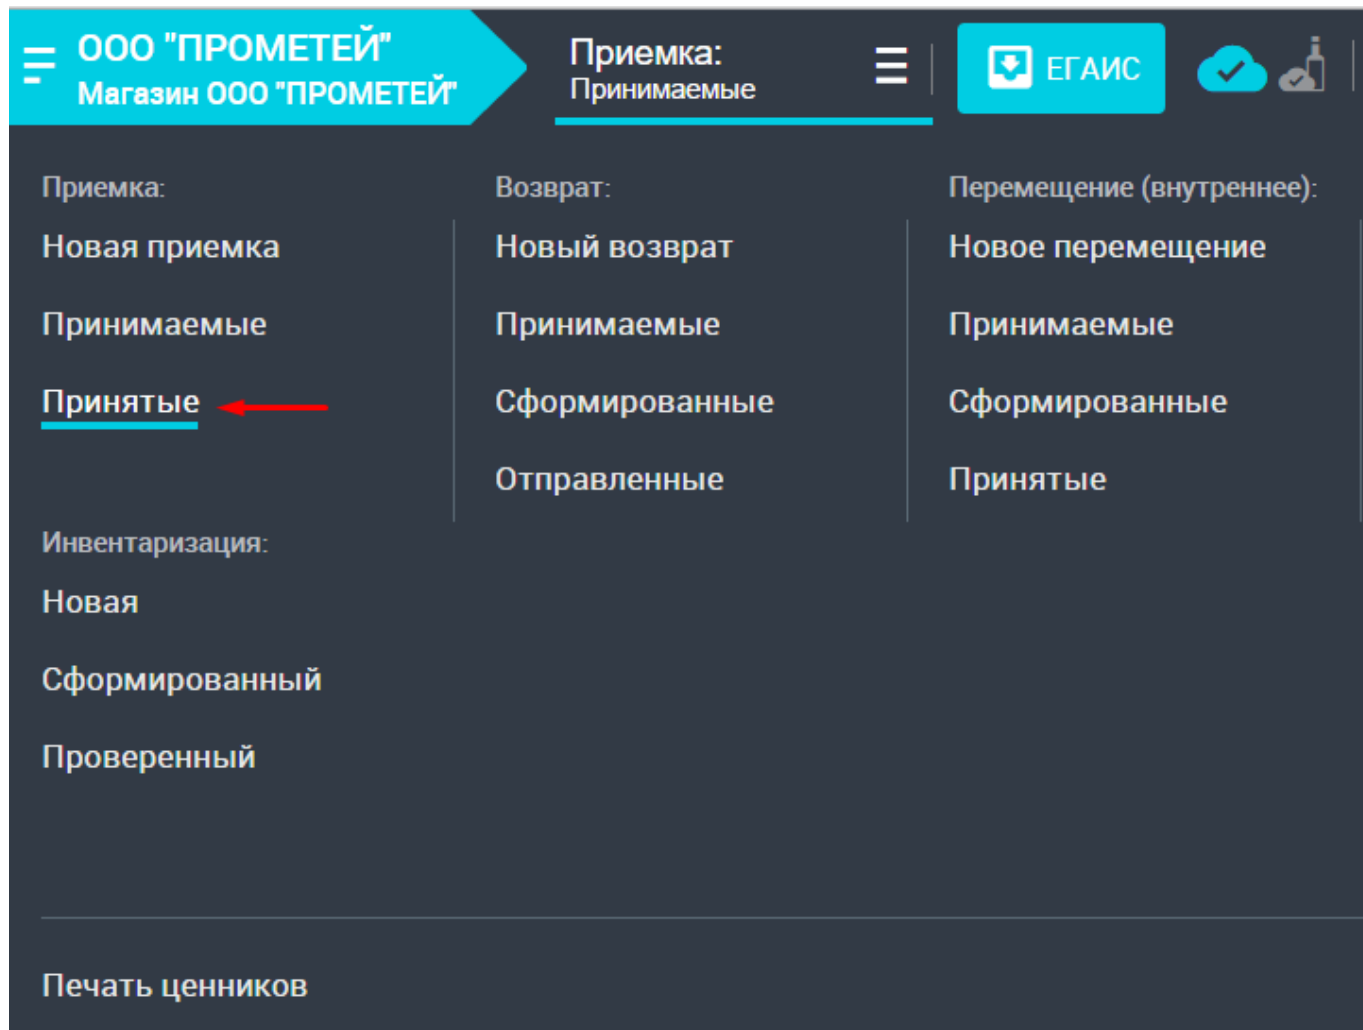 ООО "ПРОМЕТЕЙ"
Магазин ООО "ПРОМЕТЕЙ"
Приемка:
Принимаемые
ЕГАИС
Приемка:
Новая приемка
Принимаемые
Принятые
Возврат:
Новый возврат
Принимаемые
Сформированные
Отправленные
Перемещение (внутреннее):
Новое перемещение
Принимаемые
Сформированные
Принятые
Инвентаризация:
Новая
Сформированный
Проверенный
Печать ценников